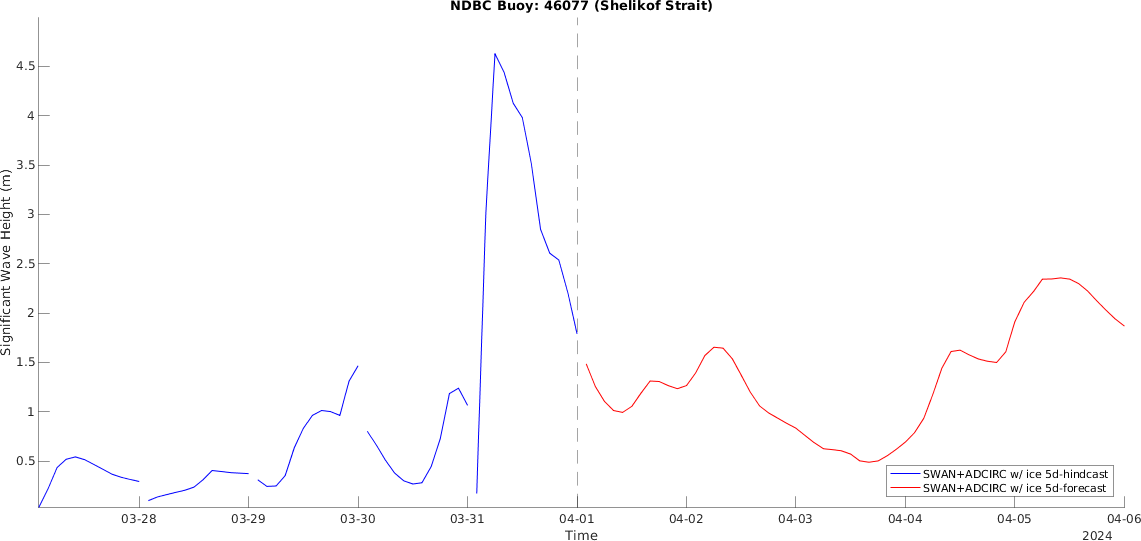 NDBC Buoy: 46077 (Shelikof Strait)
Significant Wave Height (m)
4.5
4
3.5
3
2.5
2
1.5
1
0.5
SWAN+ADCIRC w/ ice 5d-hindcast
SWAN+ADCIRC w/ ice 5d-forecast
03-28 03-29 03-30 03-31 04-01 04-02 04-03 04-04 04-05 04-06
Time
2024